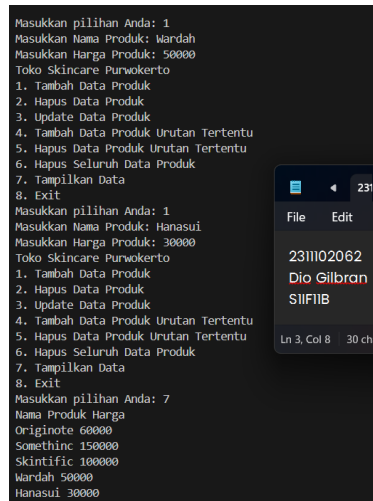 Masukkan pilihan Anda: 1
Masukkan Nama Produk: Wardah
Masukkan Harga Produk: 50000
Toko Skincare Purwokerto
1. Tambah Data Produk
2. Hapus Data Produk
3. Update Data Produk
4. Tambah Data Produk Urutan Tertentu
5. Hapus Data Produk Urutan Tertentu
6. Hapus Seluruh Data Produk
7. Tampilkan Data
8. Exit
Masukkan pilihan Anda: 1
Masukkan Nama Produk: Hanasui
Masukkan Harga Produk: 30000
Toko Skincare Purwokerto
1. Tambah Data Produk
2. Hapus Data Produk
3. Update Data Produk
4. Tambah Data Produk Urutan Tertentu
5. Hapus Data Produk Urutan Tertentu
6. Hapus Seluruh Data Produk
7. Tampilkan Data
8. Exit
Masukkan pilihan Anda: 7
Nama Produk Harga
Originote 60000
Somethinc 150000
Skintific 100000
Wardah 50000
Hanasui 30000
231
File Edit
2311102062
Dio Gilbran
S1IF11B
Ln 3, Col 8 30 ch